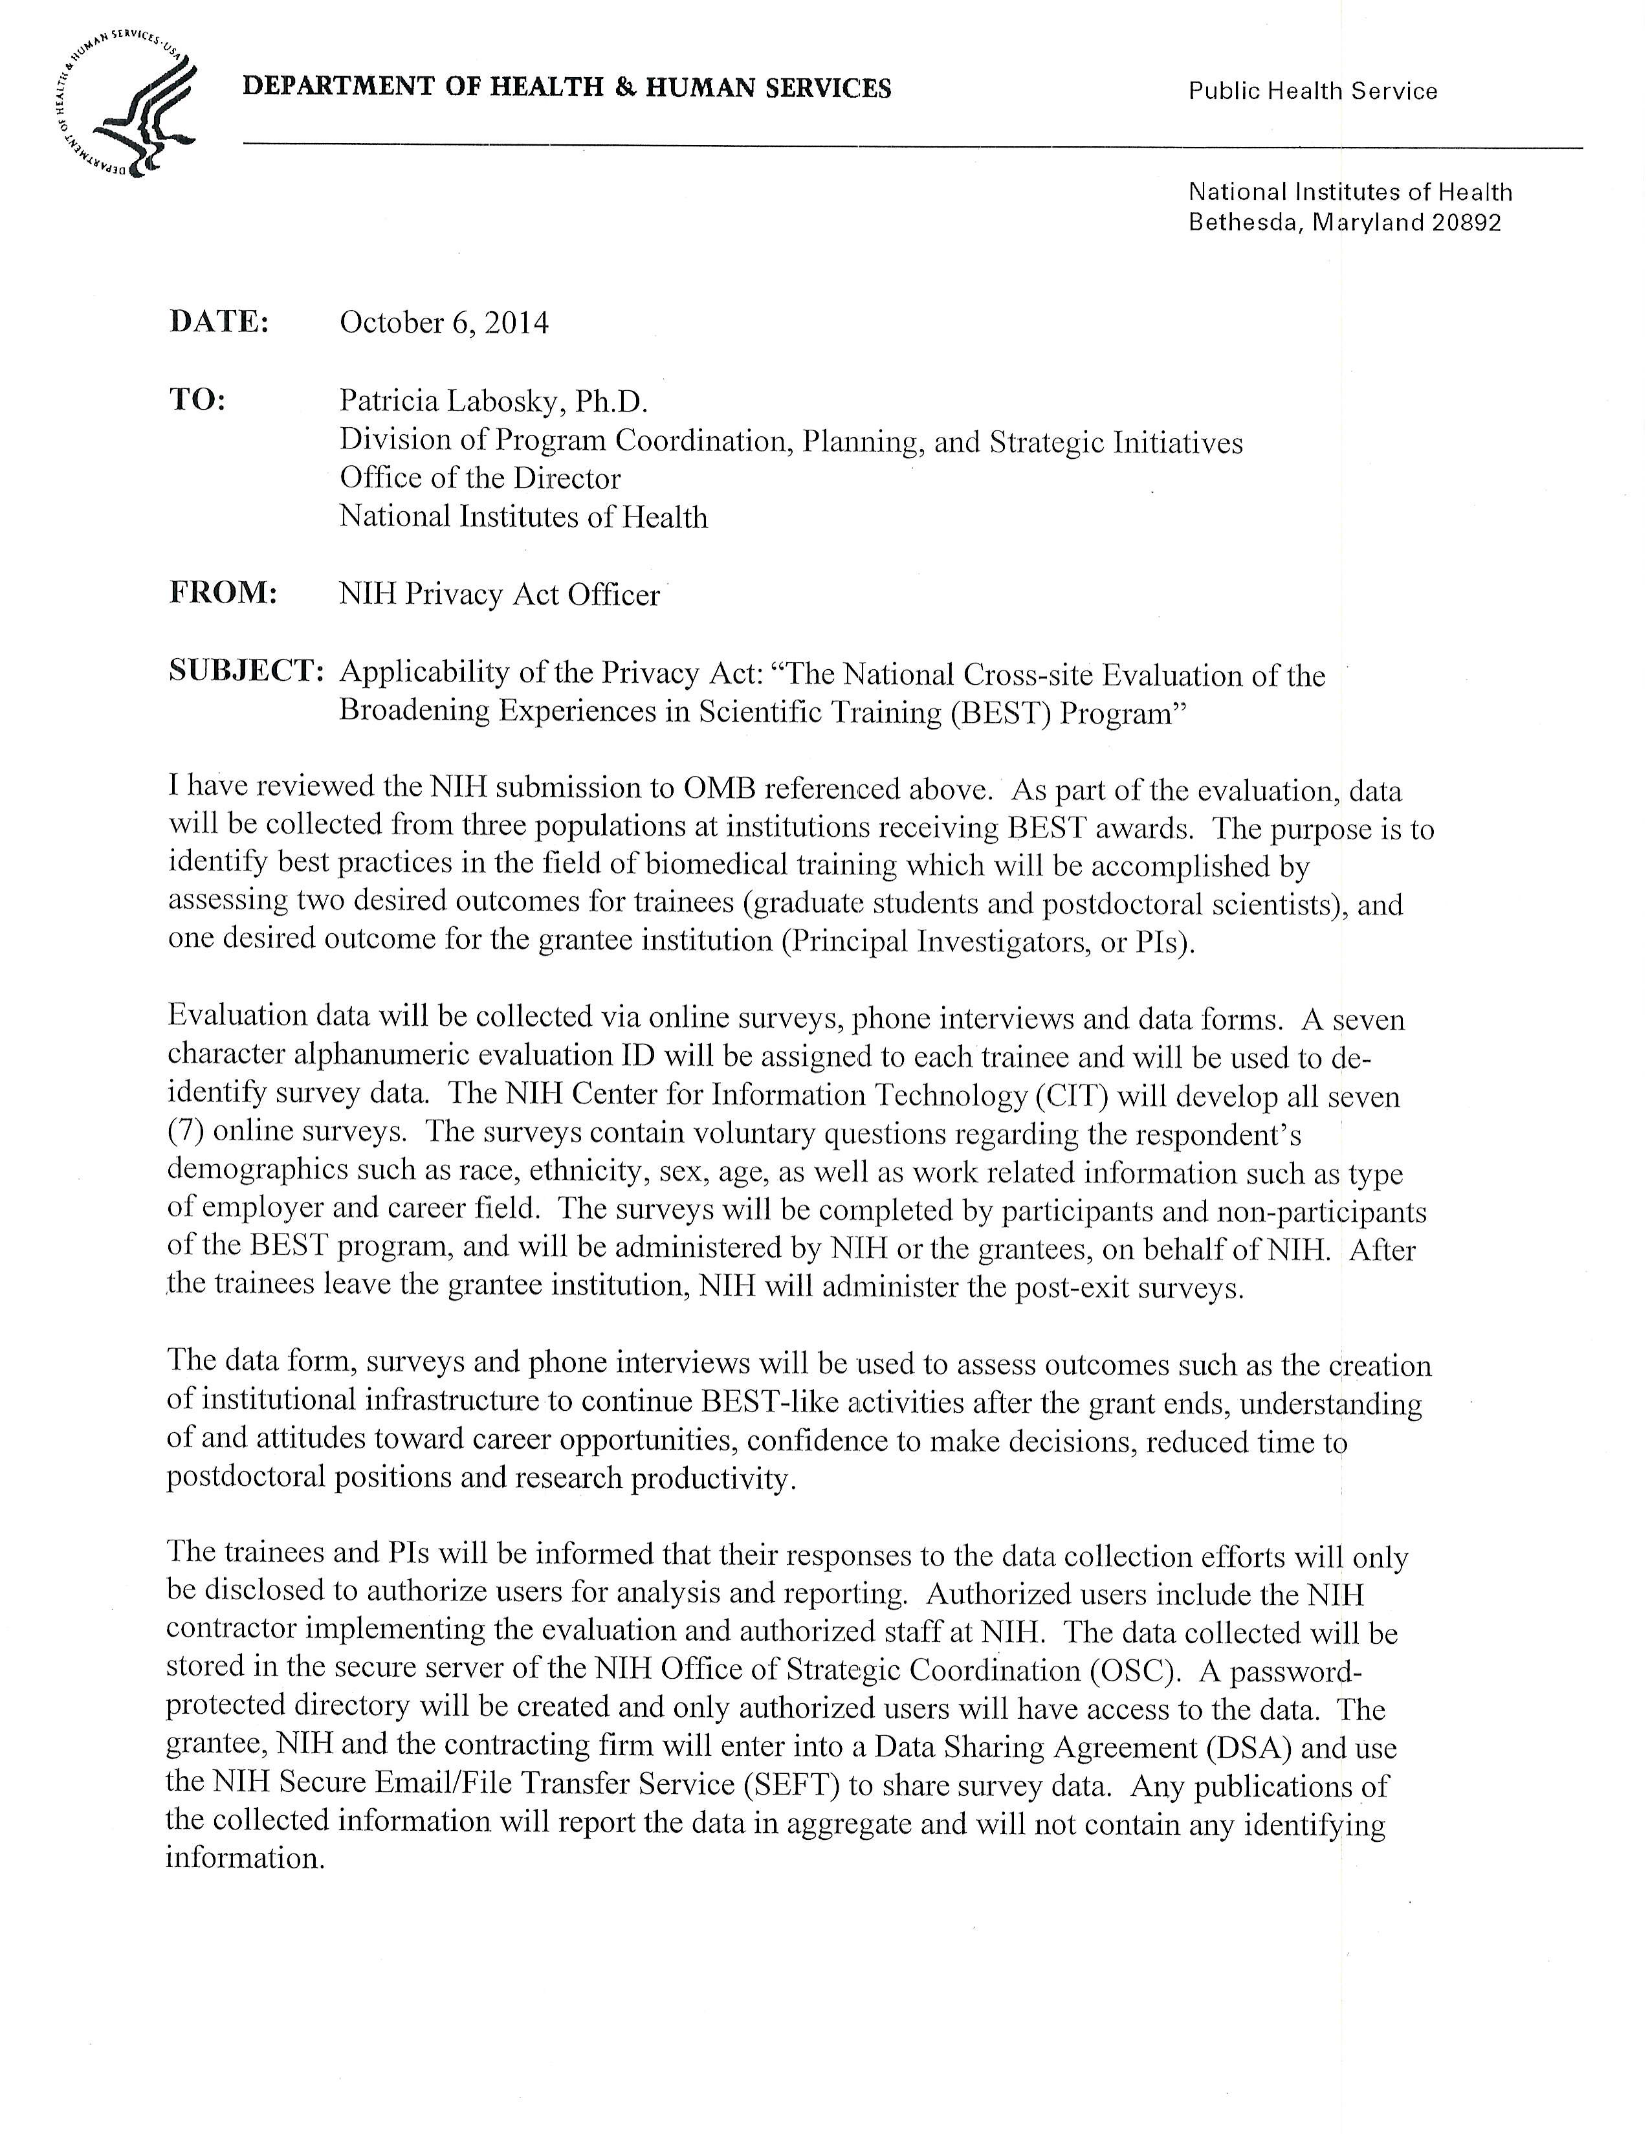 DEPARTMENT OF HEALTH & HUMAN SERVICES·USA
DEPARTMENT OF HEALTH & HUMAN SERVICES
Public Health Service
National Institutes of Health
Bethesda, Maryland 20892
DATE: October 6, 2014
TO: Patricia Labosky, Ph.D.
Division of Program Coordination, Planning, and Strategic Initiatives
Office of the Director
National Institutes of Health
FROM: NIH Privacy Act Officer
SUBJECT: Applicability of the Privacy Act: “The National Cross-site Evaluation of the
Broadening Experiences in Scientific Training (BEST) Program”
I have reviewed the NIH submission to OMB referenced above. As part of the evaluation, data
will be collected from three populations at institutions receiving BEST awards. The purpose is to
identify best practices in the field of biomedical training which will be accomplished by
assessing two desired outcomes for trainees (graduate students and postdoctoral scientists), and
one desired outcome for the grantee institution (Principal Investigators, or PIs).
Evaluation data will be collected via online surveys, phone interviews and data forms. A seven
character alphanumeric evaluation ID will be assigned to each trainee and will be used to de-
identify survey data. The NIH Center for Information Technology (CIT) will develop all seven
(7) online surveys. The surveys contain voluntary questions regarding the respondent’s
demographics such as race, ethnicity, sex, age, as well as work related information such as type
of employer and career field. The surveys will be completed by participants and non-participants
of the BEST program, and will be administered by NIH or the grantees, on behalf of NIH. After
the trainees leave the grantee institution, NIH will administer the post-exit surveys.
The data form, surveys and phone interviews will be used to assess outcomes such as the creation
of institutional infrastructure to continue BEST-like activities after the grant ends, understanding
of and attitudes toward career opportunities, confidence to make decisions, reduced time to
postdoctoral positions and research productivity.
The trainees and PIs will be informed that their responses to the data collection efforts will only
be disclosed to authorize users for analysis and reporting. Authorized users include the NIH
contractor implementing the evaluation and authorized staff at NIH. The data collected will be
stored in the secure server of the NIH Office of Strategic Coordination (OSC). A password-
protected directory will be created and only authorized users will have access to the data. The
grantee, NIH and the contracting firm will enter into a Data Sharing Agreement (DSA) and use
the NIH Secure Email/File Transfer Service (SEFT) to share survey data. Any publications of
the collected information will report the data in aggregate and will not contain any identifying
information.